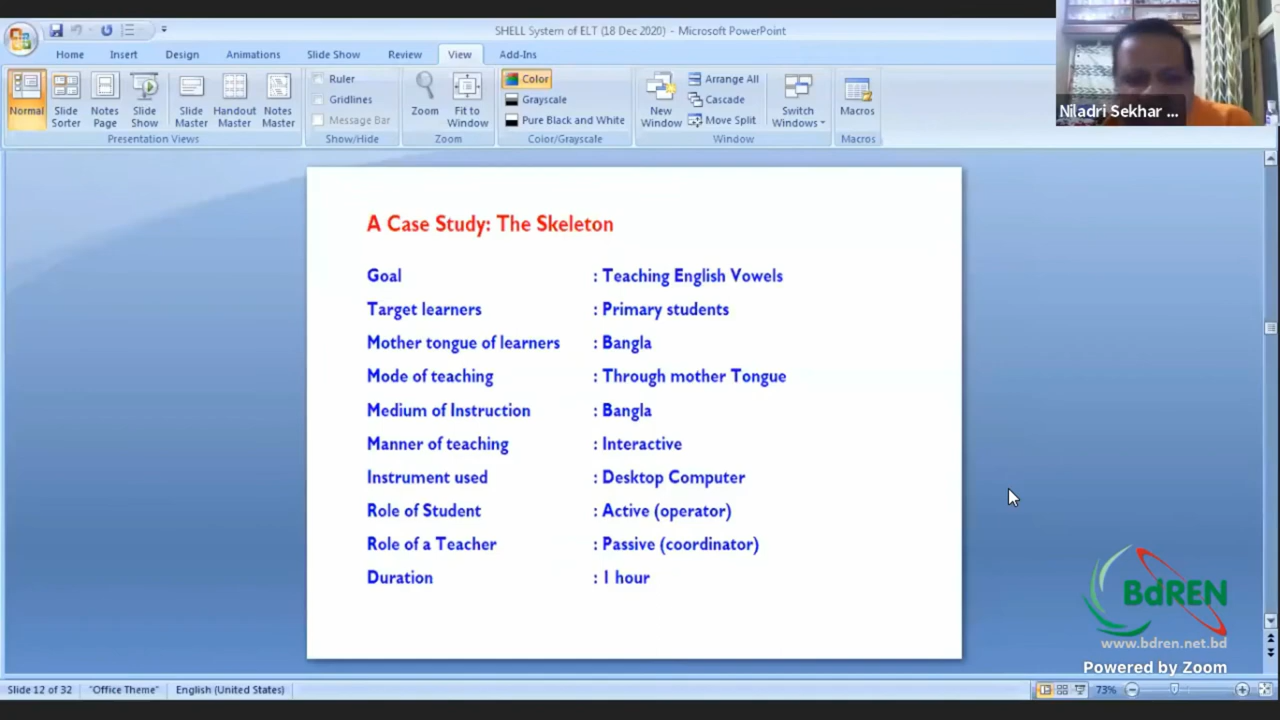 SHELL System of ELT (18 Dec 2020) - Microsoft PowerPoint
Home Insert Design Animations Slide Show Review View Add-Ins
Normal
Slide Sorter
Notes Page
Slide Show
Slide Master
Handout Master
Notes Master
Presentation Views
Ruler
Gridlines
Message Bar
Show/Hide
Zoom
Fit to Window
Zoom
Color
Grayscale
Pure Black and White
Color/Grayscale
New Window
Arrange All
Cascade
Move Split
Switch Windows
Window
Macros
Macros
Niladri Sekhar ...
A Case Study: The Skeleton
Goal : Teaching English Vowels
Target learners : Primary students
Mother tongue of learners : Bangla
Mode of teaching : Through mother Tongue
Medium of Instruction : Bangla
Manner of teaching : Interactive
Instrument used : Desktop Computer
Role of Student : Active (operator)
Role of a Teacher : Passive (coordinator)
Duration : 1 hour
BdREN
www.bdren.net.bd
Powered by Zoom
Slide 12 of 32 "Office Theme" English (United States) 73%